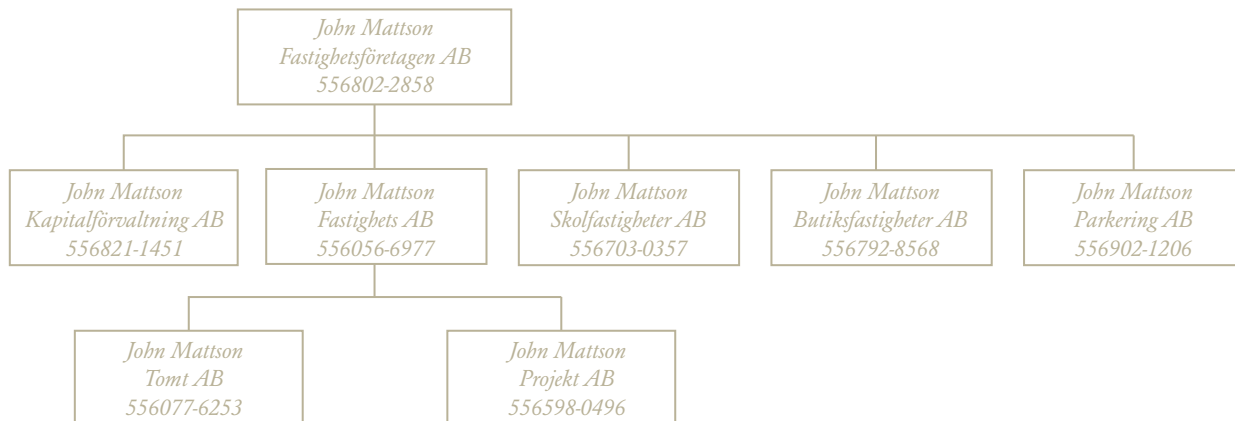 John Mattson
Fastighetsföretagen AB
556802-2858
John Mattson
Kapitalförvaltning AB
556821-1451
John Mattson
Fastighets AB
556056-6977
John Mattson
Skolfastigheter AB
556703-0357
John Mattson
Butiksfastigheter AB
556792-8568
John Mattson
Parkering AB
556902-1206
John Mattson
Tomt AB
556077-6253
John Mattson
Projekt AB
556598-0496